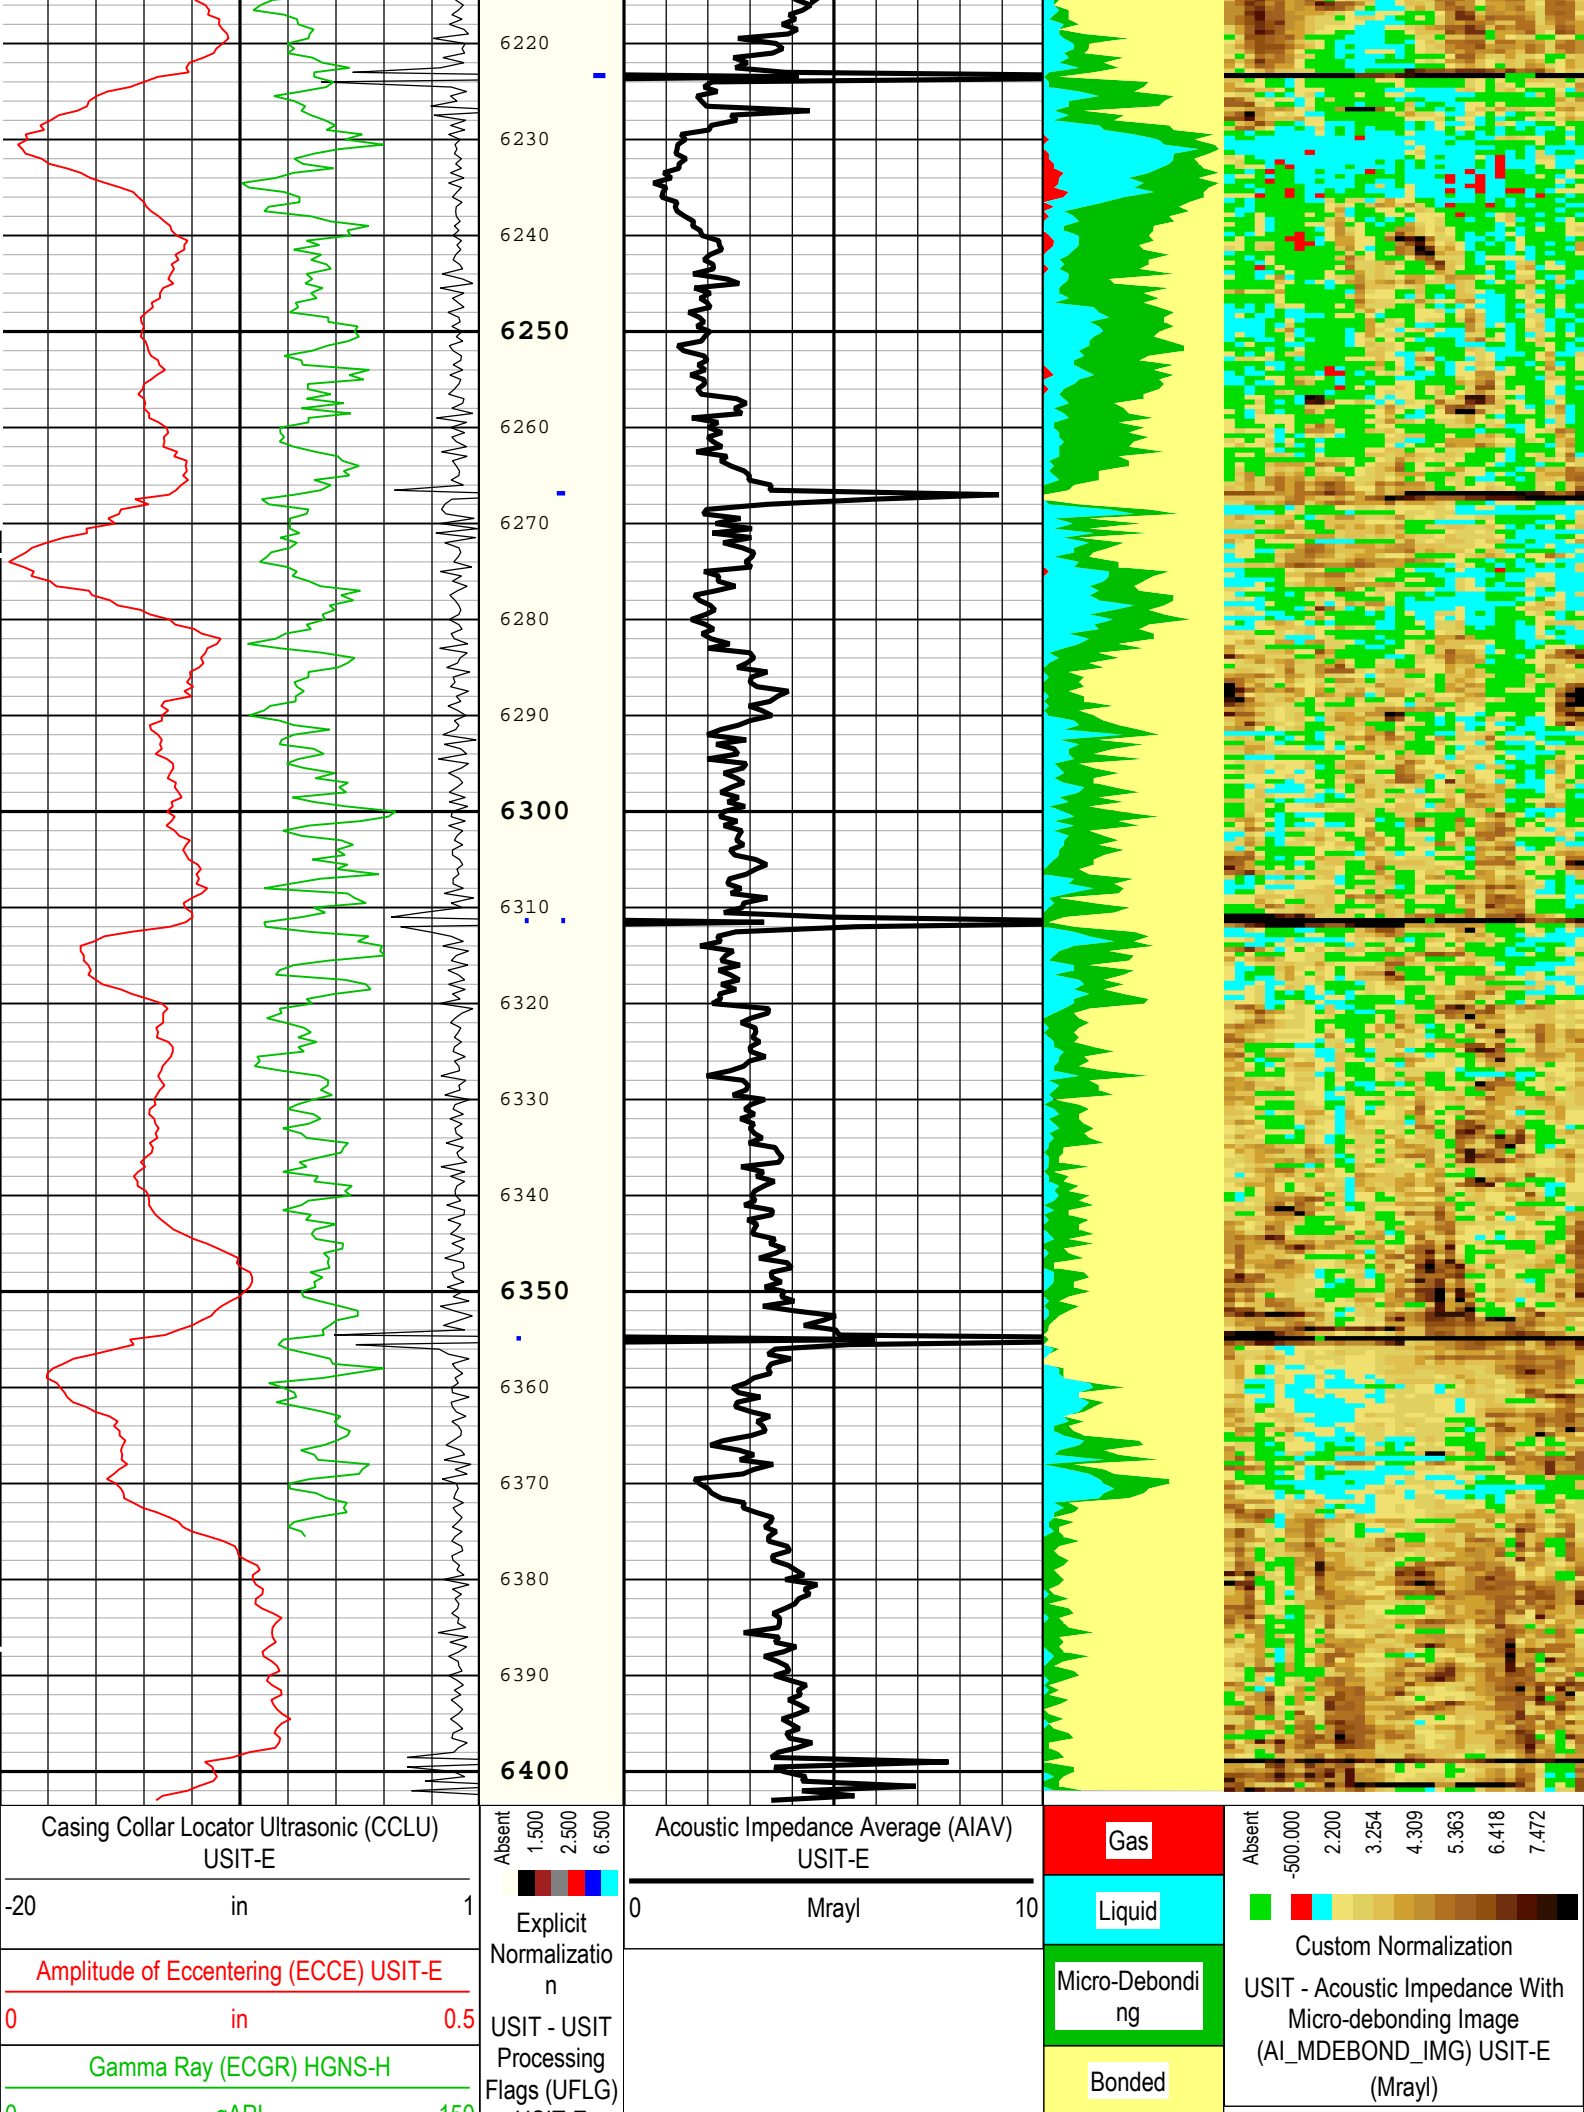 6220
6230
6240
6250
6260
6270
6280
6290
6300
6310
6320
6330
6340
6350
6360
6370
6380
6390
6400
Casing Collar Locator Ultrasonic (CCLU)
USIT-E
-20 in 1
Amplitude of Eccentering (ECCE) USIT-E
0 in 0.5
Gamma Ray (ECGR) HGNS-H
0 gAPI 150
Absent
1.500
2.500
6.500
Explicit
Normalizatio
n
USIT - USIT
Processing
Flags (UFLG)
USIT-E
Acoustic Impedance Average (AIAV)
USIT-E
0 Mrayl 10
Gas
Liquid
Micro-Debondi
ng
Bonded
Absent
-500.000
2.200
3.254
4.309
5.363
6.418
7.472
Custom Normalization
USIT - Acoustic Impedance With
Micro-debonding Image
(AI_MDEBOND_IMG) USIT-E
(Mrayl)